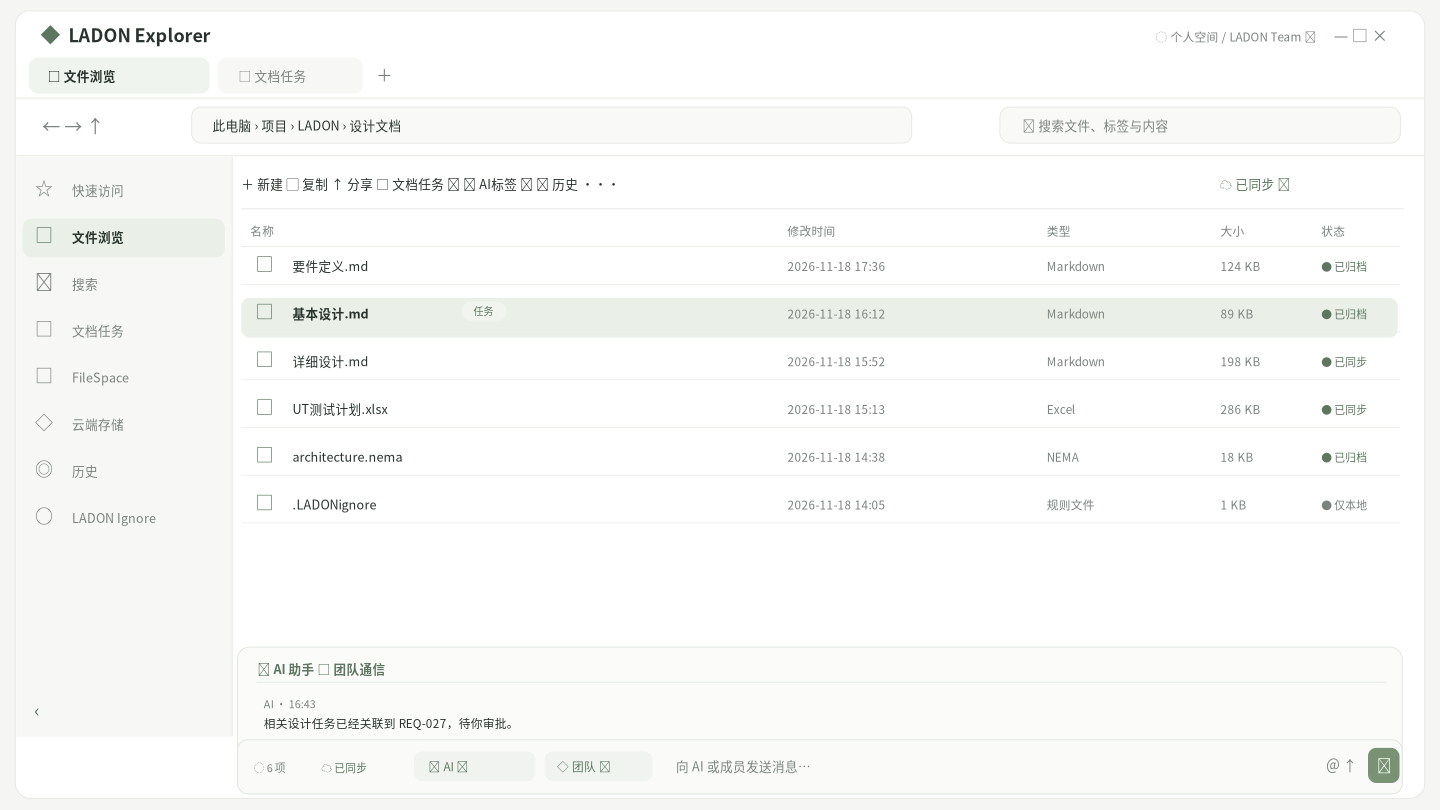 LADON Explorer
个人空间 / LADON Team
文件浏览
文档任务
此电脑 › 项目 › LADON › 设计文档
搜索文件、标签与内容
快速访问
文件浏览
搜索
文档任务
FileSpace
云端存储
历史
LADON Ignore
‹
+ 新建 复制 ↑ 分享 文档任务 AI标签 历史 ···
已同步
名称 修改时间 类型 大小 状态
要件定义.md 2026-11-18 17:36 Markdown 124 KB 已归档
基本设计.md 任务 2026-11-18 16:12 Markdown 89 KB 已归档
详细设计.md 2026-11-18 15:52 Markdown 198 KB 已同步
UT测试计划.xlsx 2026-11-18 15:13 Excel 286 KB 已同步
architecture.nema 2026-11-18 14:38 NEMA 18 KB 已归档
.LADONignore 2026-11-18 14:05 规则文件 1 KB 仅本地
AI 助手 团队通信
AI · 16:43
相关设计任务已经关联到 REQ-027，待你审批。
6 项 已同步 AI 团队 向 AI 或成员发送消息… @ ↑